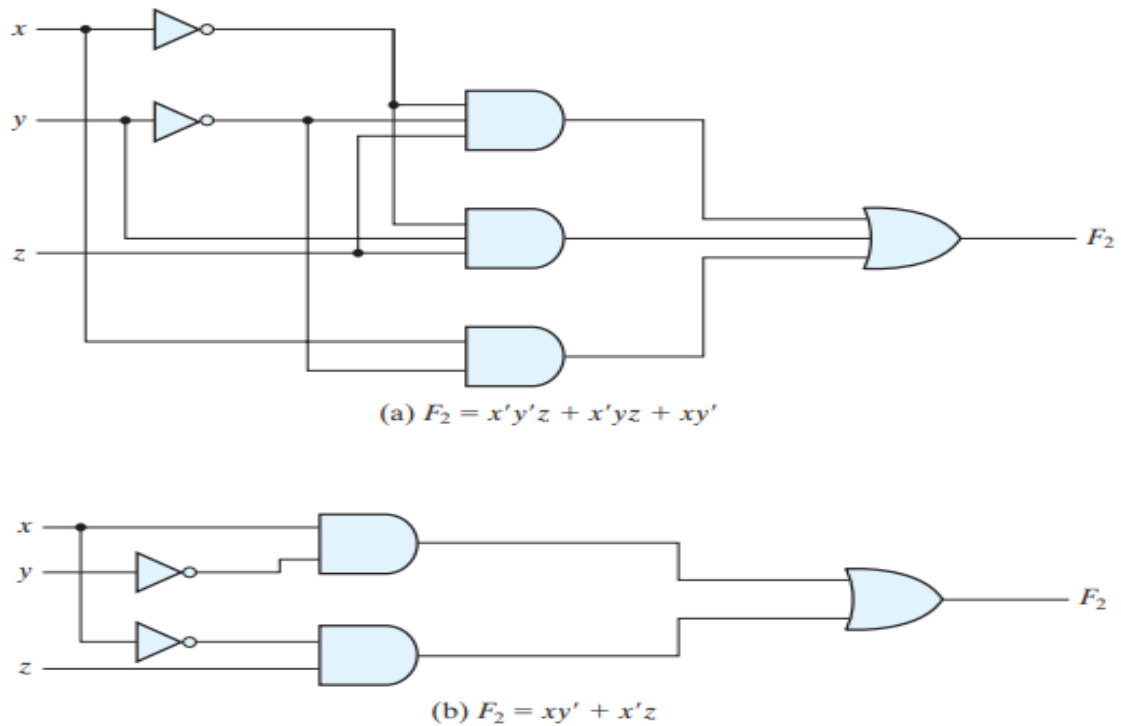 x
y
z
F₂
(a) F₂ = x′y′z + x′yz + xy′
x
y
z
F₂
(b) F₂ = xy′ + x′z